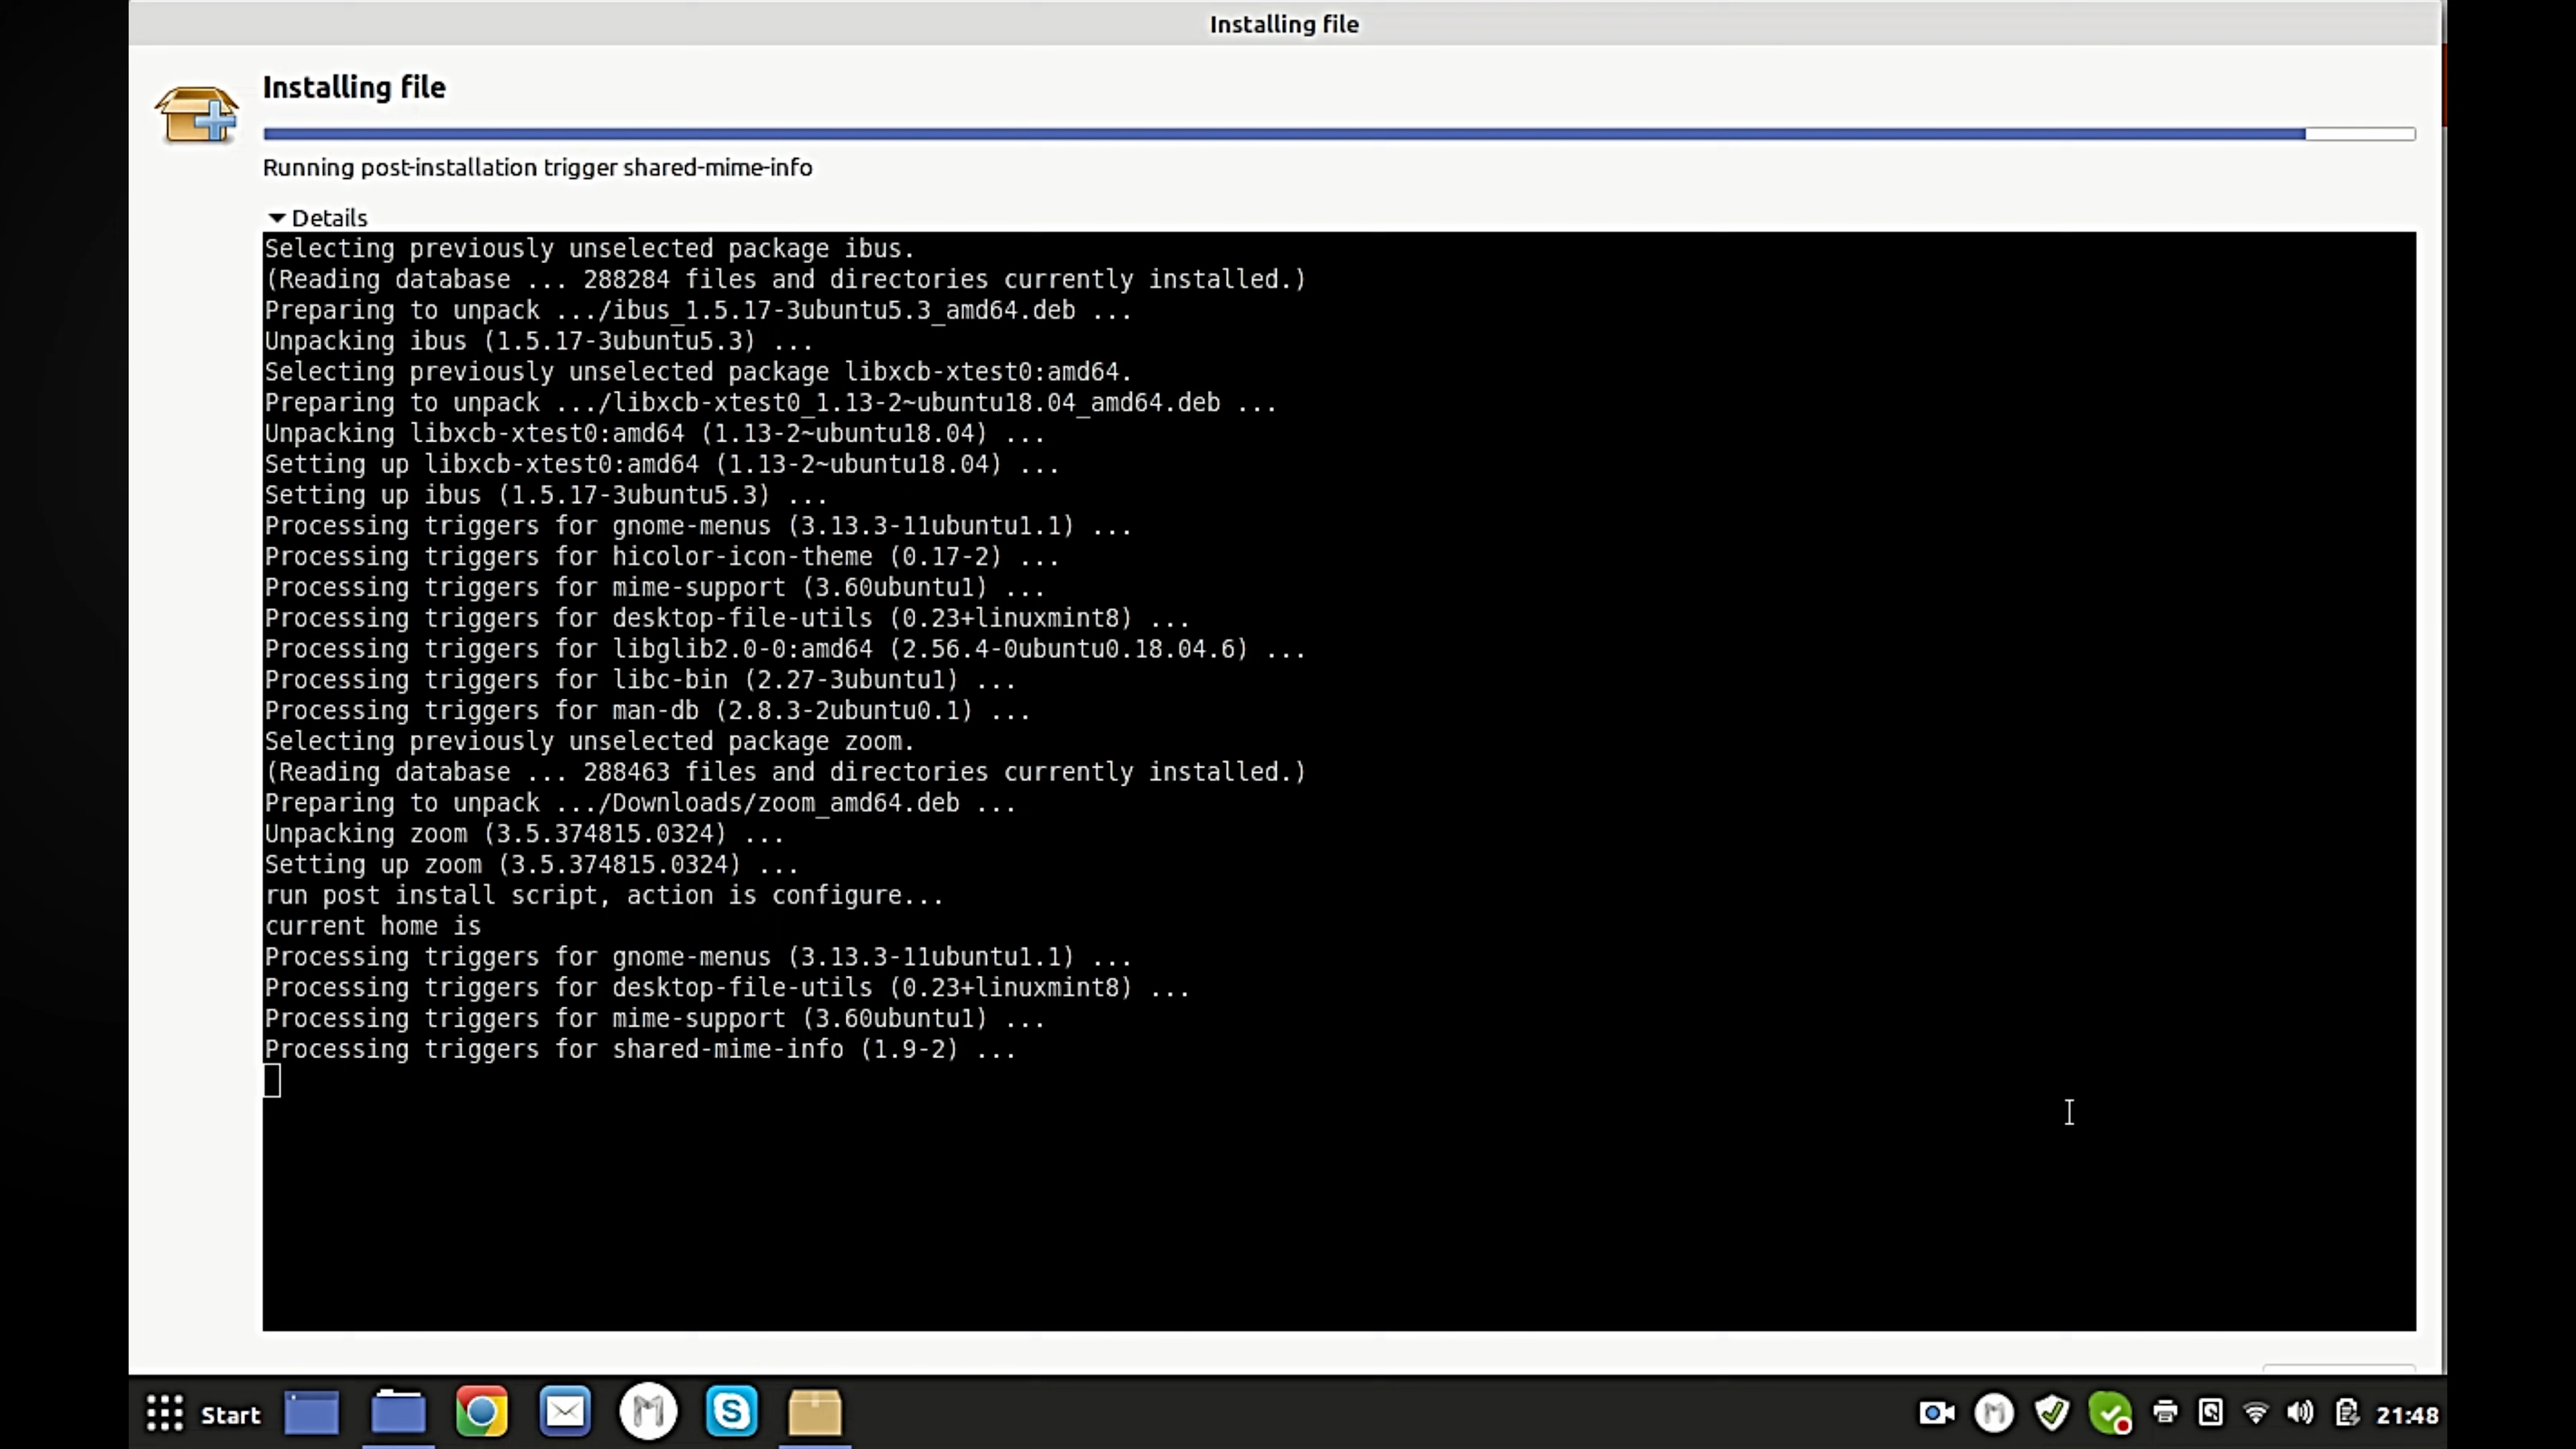 Installing file
Installing file
Running post-installation trigger shared-mime-info
Details
Selecting previously unselected package ibus.
(Reading database ... 288284 files and directories currently installed.)
Preparing to unpack .../ibus_1.5.17-3ubuntu5.3_amd64.deb ...
Unpacking ibus (1.5.17-3ubuntu5.3) ...
Selecting previously unselected package libxcb-xtest0:amd64.
Preparing to unpack .../libxcb-xtest0_1.13-2~ubuntu18.04_amd64.deb ...
Unpacking libxcb-xtest0:amd64 (1.13-2~ubuntu18.04) ...
Setting up libxcb-xtest0:amd64 (1.13-2~ubuntu18.04) ...
Setting up ibus (1.5.17-3ubuntu5.3) ...
Processing triggers for gnome-menus (3.13.3-11ubuntu1.1) ...
Processing triggers for hicolor-icon-theme (0.17-2) ...
Processing triggers for mime-support (3.60ubuntu1) ...
Processing triggers for desktop-file-utils (0.23+linuxmint8) ...
Processing triggers for libglib2.0-0:amd64 (2.56.4-0ubuntu0.18.04.6) ...
Processing triggers for libc-bin (2.27-3ubuntu1) ...
Processing triggers for man-db (2.8.3-2ubuntu0.1) ...
Selecting previously unselected package zoom.
(Reading database ... 288463 files and directories currently installed.)
Preparing to unpack .../Downloads/zoom_amd64.deb ...
Unpacking zoom (3.5.374815.0324) ...
Setting up zoom (3.5.374815.0324) ...
run post install script, action is configure...
current home is
Processing triggers for gnome-menus (3.13.3-11ubuntu1.1) ...
Processing triggers for desktop-file-utils (0.23+linuxmint8) ...
Processing triggers for mime-support (3.60ubuntu1) ...
Processing triggers for shared-mime-info (1.9-2) ...
Start
21:48